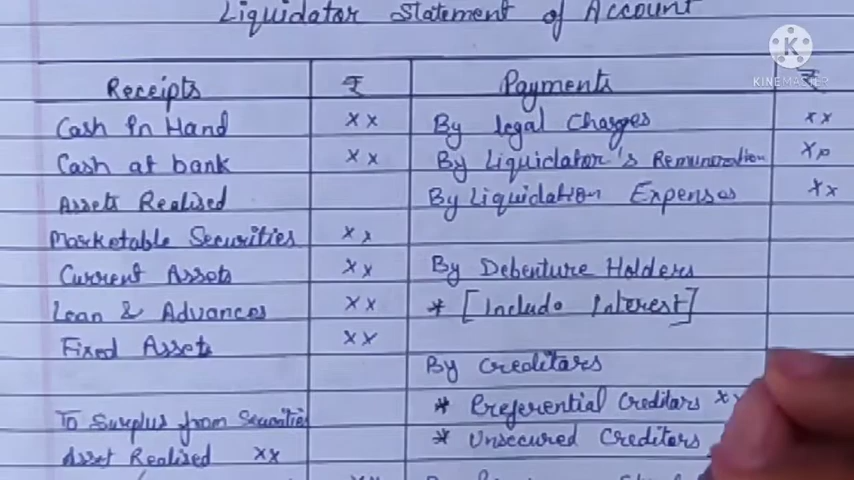 Liquidator Statement of Account
K
KINEMASTER
Receipts ₹ Payments ₹
Cash in Hand xx By legal Charges xx
Cash at bank xx By Liquidator's Remuneration xx
Assets Realised By Liquidation Expenses xx
Marketable Securities xx
Current Assets xx By Debenture Holders
Loan & Advances xx * [Include Interest]
Fixed Assets xx
By Creditors
* Preferential Creditors xx
To Surplus from Securities * Unsecured Creditors
Asset Realised xx